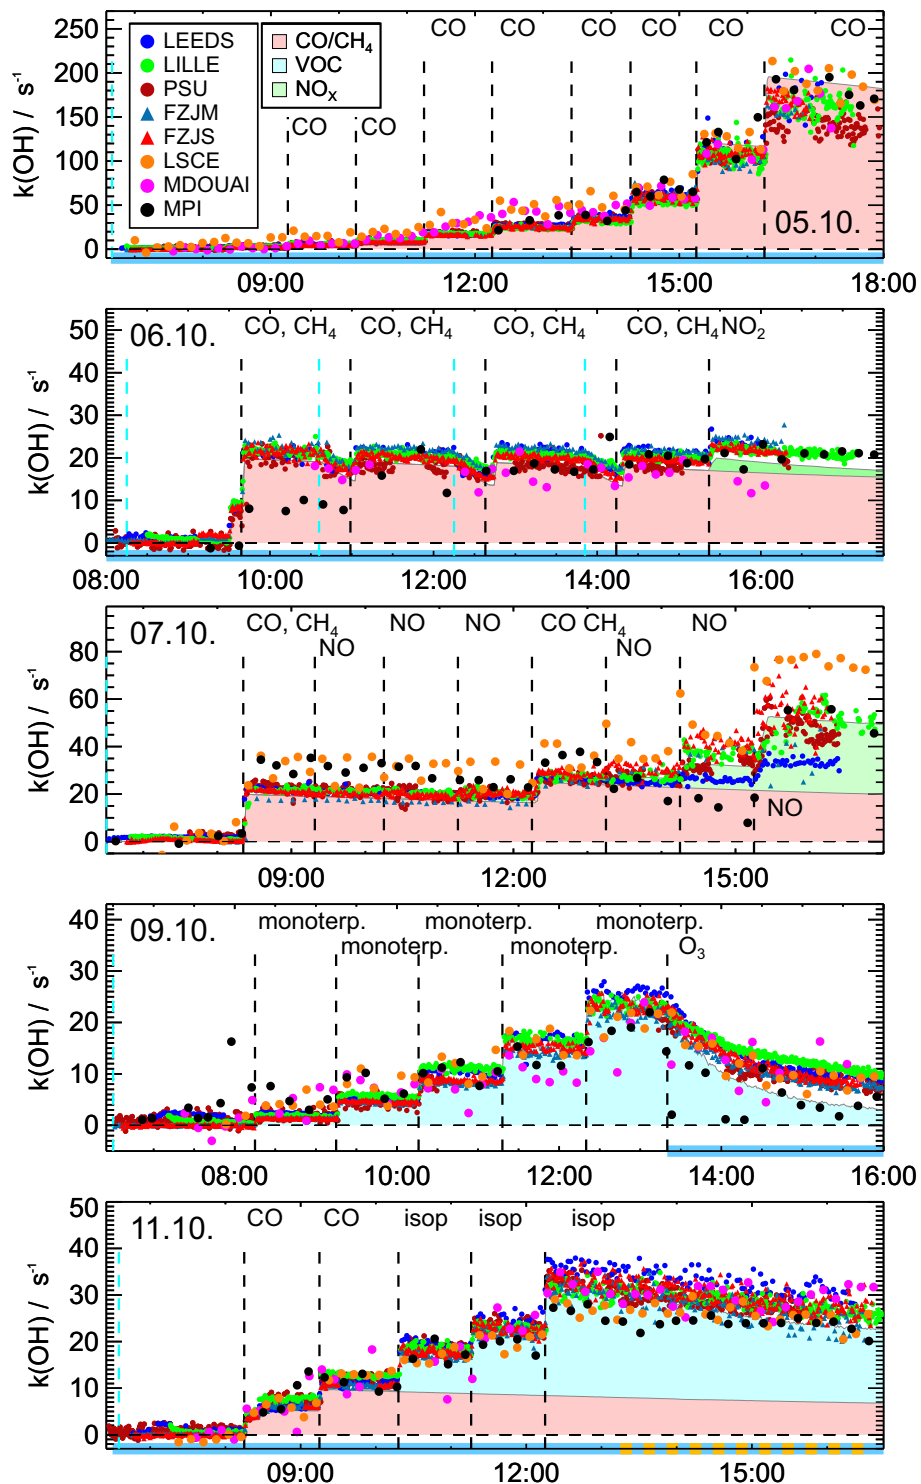 CO CO CO CO CO CO
CO CO
LEEDS
LILLE
PSU
FZJM
FZJS
LSCE
MDOUAI
MPI
CO/CH₄
VOC
NOₓ
k(OH) / s⁻¹
250
200
150
100
50
0
05.10.
09:00 12:00 15:00 18:00
06.10.
CO, CH₄ CO, CH₄ CO, CH₄ CO, CH₄ NO₂
k(OH) / s⁻¹
50
40
30
20
10
0
08:00 10:00 12:00 14:00 16:00
07.10.
CO, CH₄ NO NO CO CH₄ NO
NO NO
k(OH) / s⁻¹
80
60
40
20
0
NO
09:00 12:00 15:00
09.10.
monoterp. monoterp. monoterp.
monoterp. monoterp. O₃
k(OH) / s⁻¹
40
30
20
10
0
08:00 10:00 12:00 14:00 16:00
11.10.
CO CO isop isop isop
k(OH) / s⁻¹
50
40
30
20
10
0
09:00 12:00 15:00